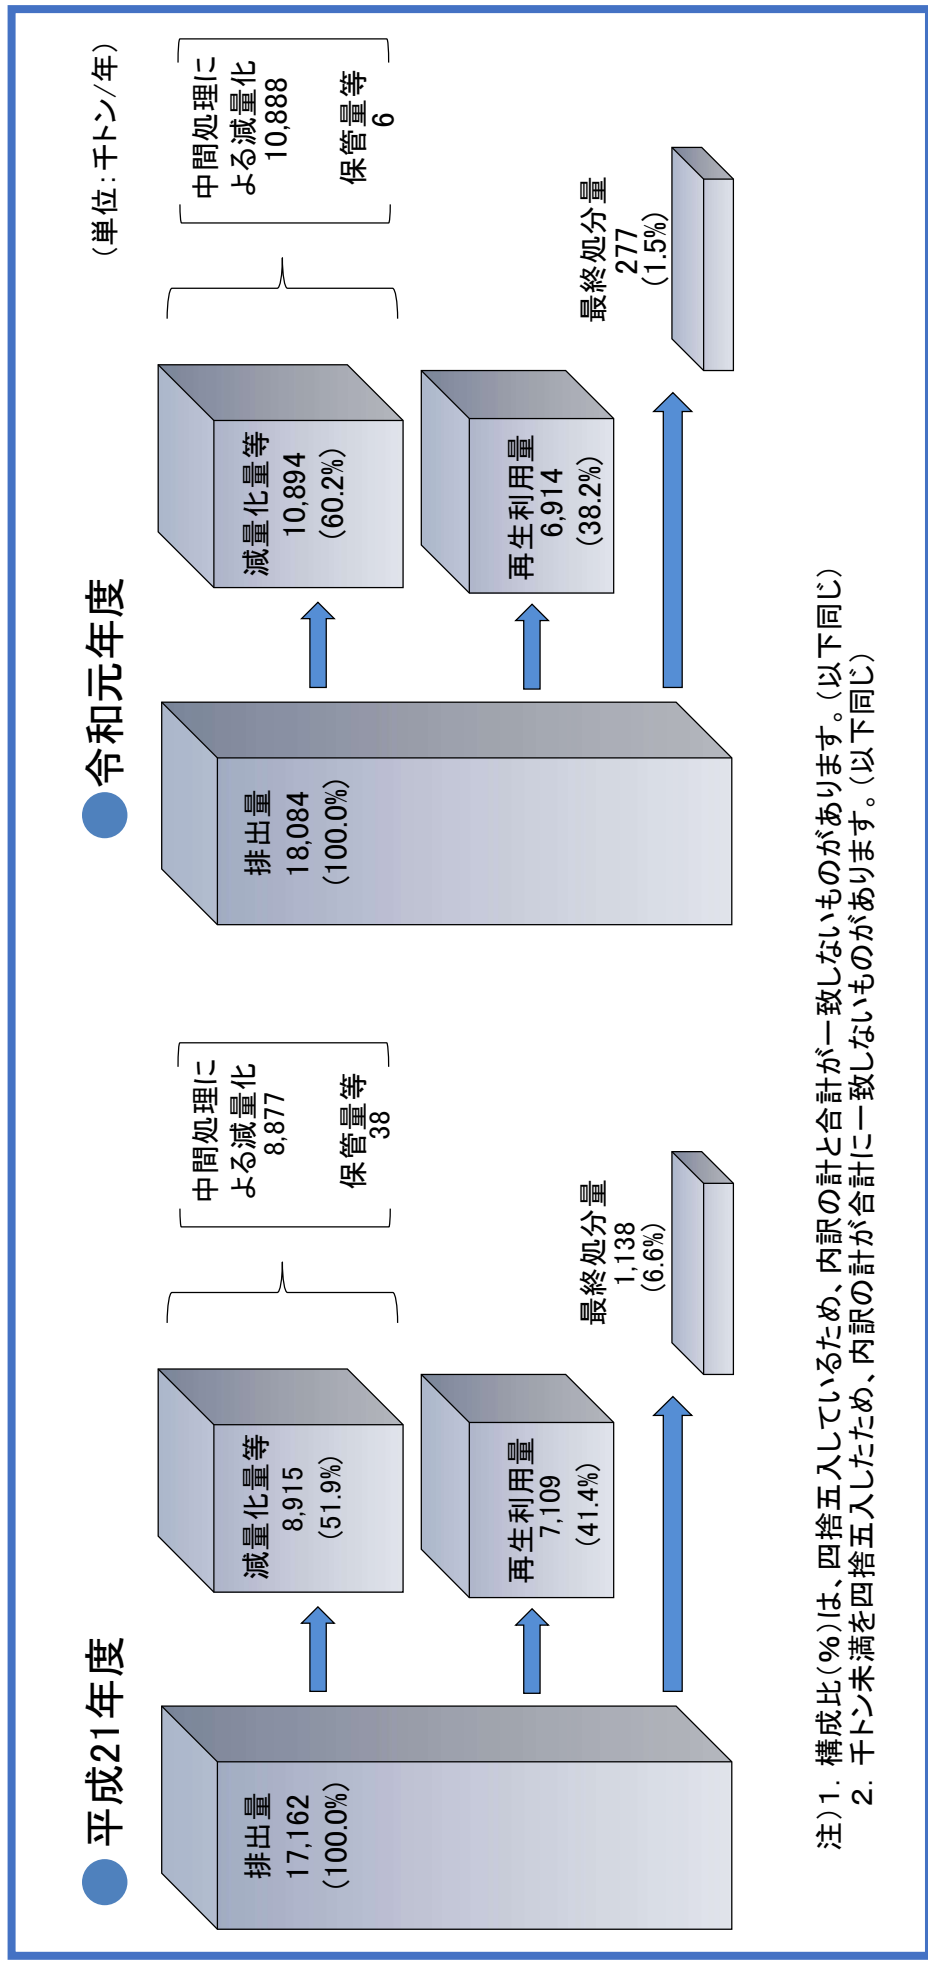 (単位:千トン/年)
●平成21年度
排出量
17,162
(100.0%)
減量化量等
8,915
(51.9%)
中間処理に
よる減量化
8,877
保管量等
38
再生利用量
7,109
(41.4%)
最終処分量
1,138
(6.6%)
●令和元年度
排出量
18,084
(100.0%)
減量化量等
10,894
(60.2%)
中間処理に
よる減量化
10,888
保管量等
6
再生利用量
6,914
(38.2%)
最終処分量
277
(1.5%)
注)1. 構成比(%)は、四捨五入しているため、内訳の計と合計が一致しないものがあります。(以下同じ)
2. 千トン未満を四捨五入したため、内訳の計が合計に一致しないものがあります。(以下同じ)